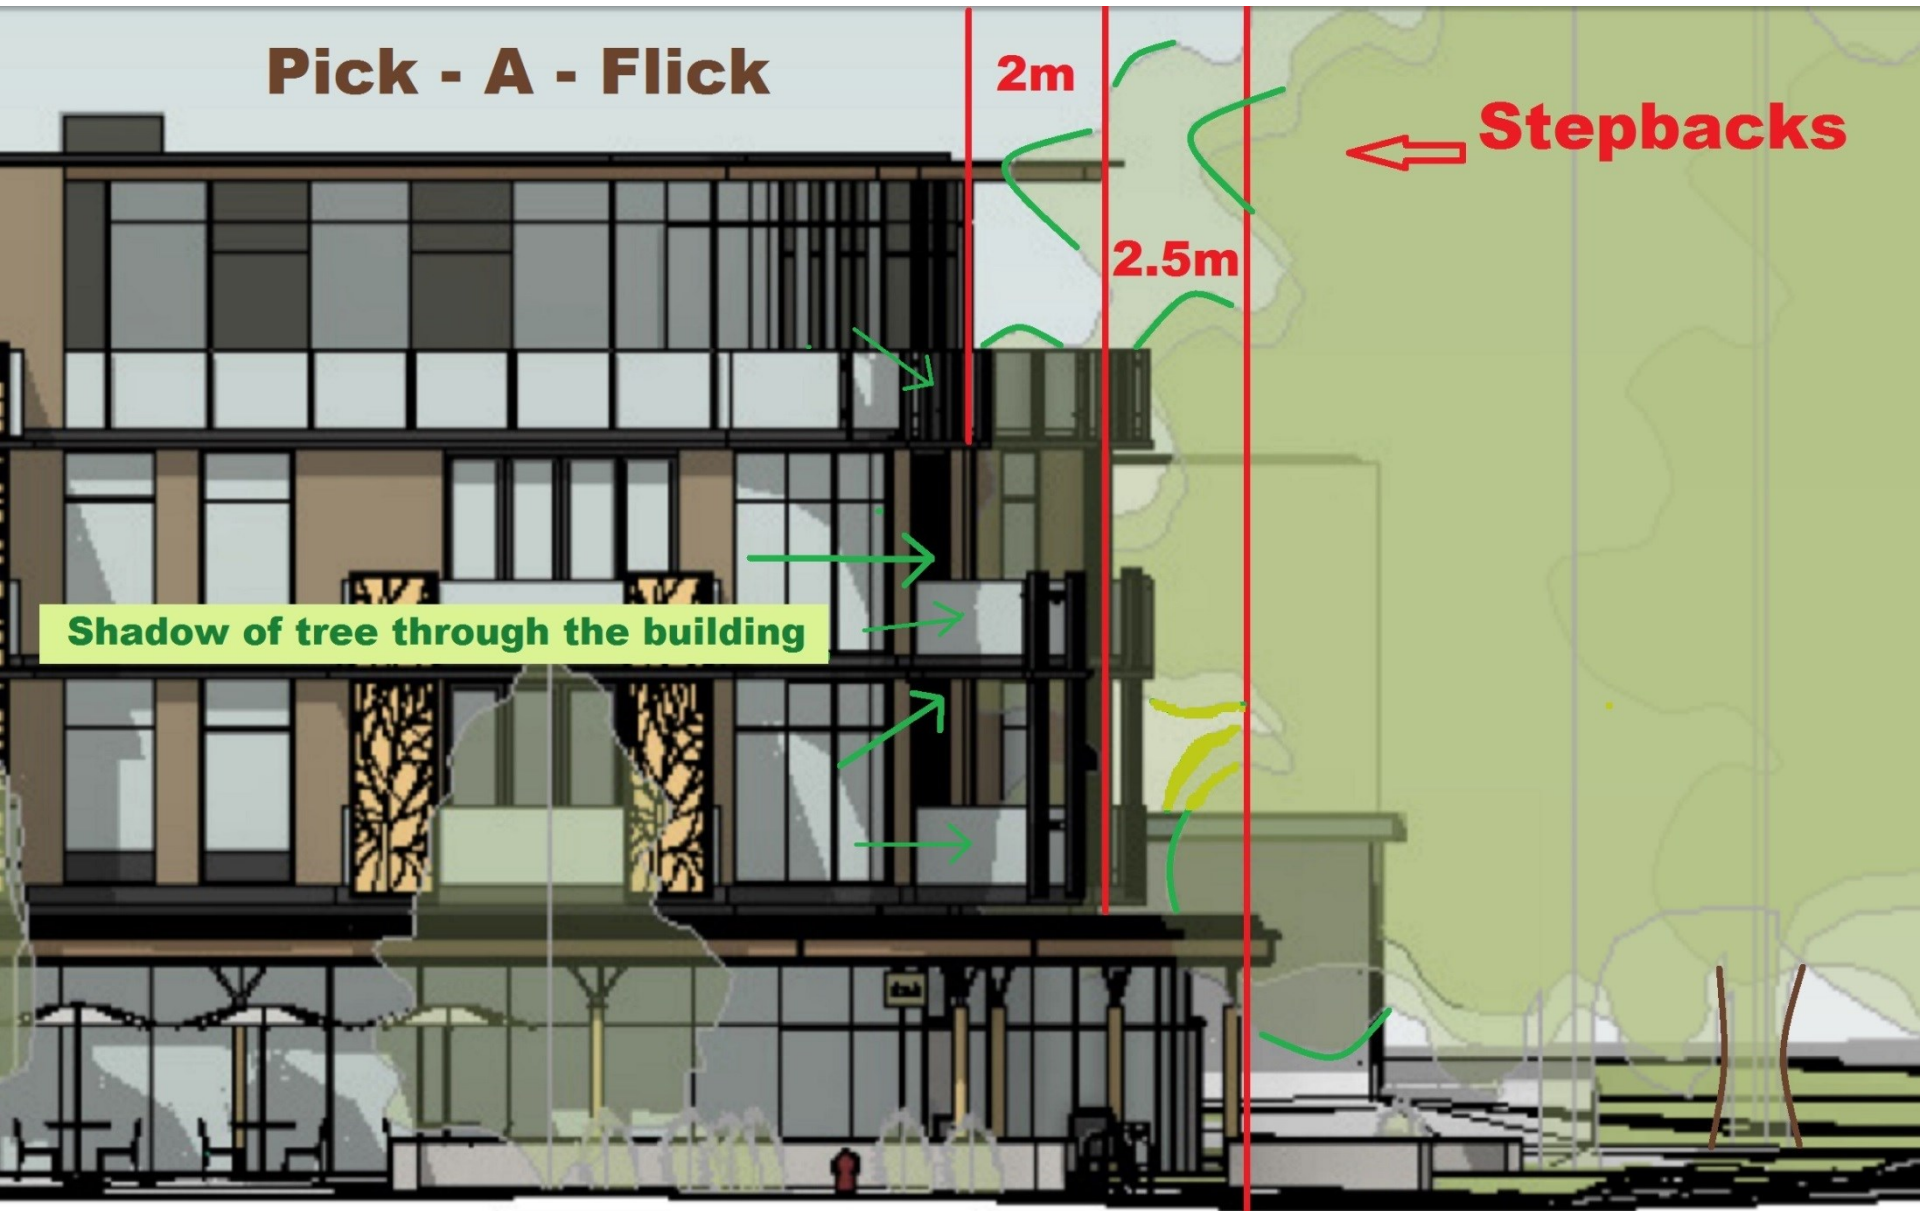 Pick - A - Flick
2m
Stepbacks
2.5m
Shadow of tree through the building